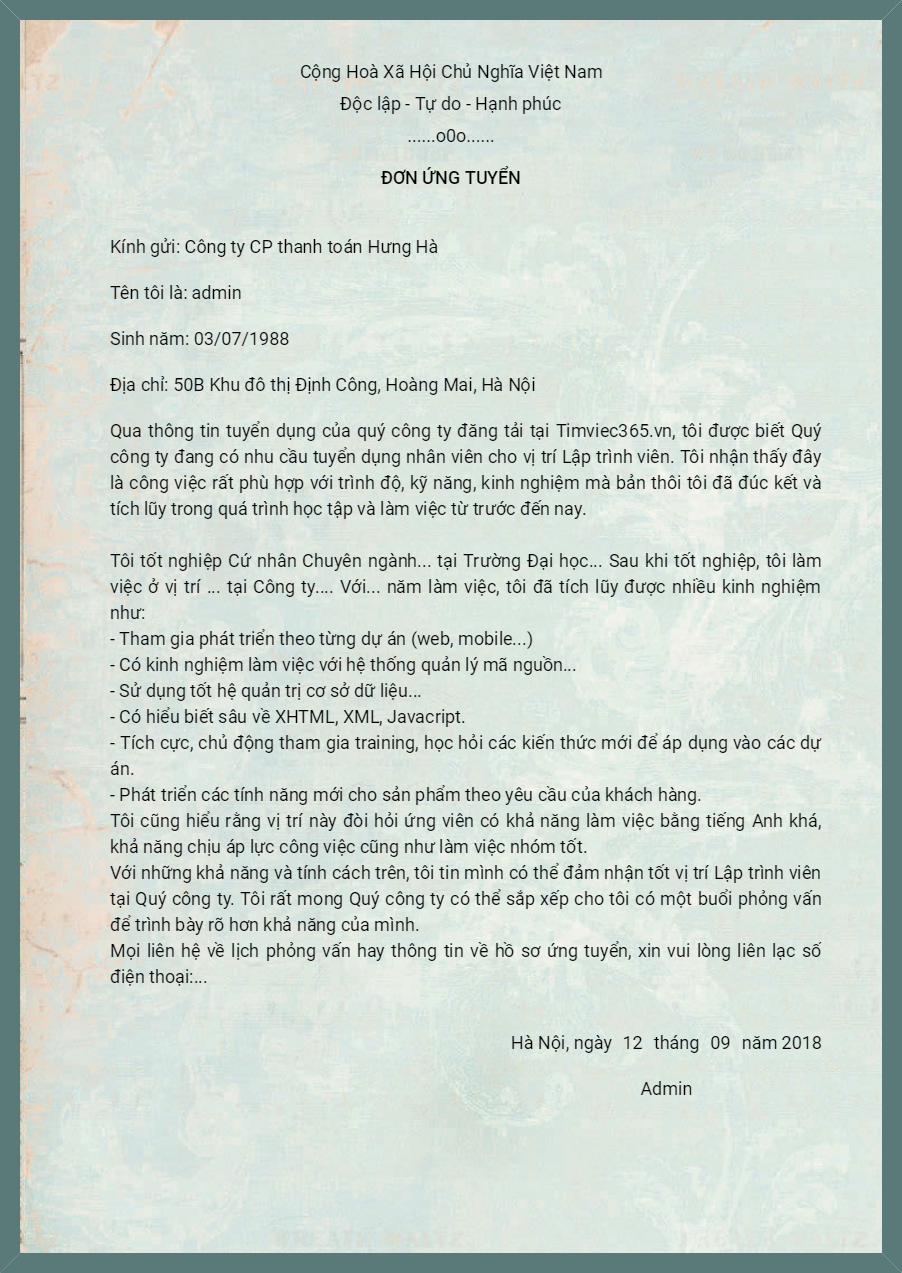 Cộng Hoà Xã Hội Chủ Nghĩa Việt Nam
Độc lập - Tự do - Hạnh phúc
......o0o......
ĐƠN ỨNG TUYỂN
Kính gửi: Công ty CP thanh toán Hưng Hà
Tên tôi là: admin
Sinh năm: 03/07/1988
Địa chỉ: 50B Khu đô thị Định Công, Hoàng Mai, Hà Nội
Qua thông tin tuyển dụng của quý công ty đăng tải tại Timviec365.vn, tôi được biết Quý
công ty đang có nhu cầu tuyển dụng nhân viên cho vị trí Lập trình viên. Tôi nhận thấy đây
là công việc rất phù hợp với trình độ, kỹ năng, kinh nghiệm mà bản thôi tôi đã đúc kết và
tích lũy trong quá trình học tập và làm việc từ trước đến nay.
Tôi tốt nghiệp Cứ nhân Chuyên ngành... tại Trường Đại học... Sau khi tốt nghiệp, tôi làm
việc ở vị trí ... tại Công ty.... Với... năm làm việc, tôi đã tích lũy được nhiều kinh nghiệm
như:
- Tham gia phát triển theo từng dự án (web, mobile...)
- Có kinh nghiệm làm việc với hệ thống quản lý mã nguồn...
- Sử dụng tốt hệ quản trị cơ sở dữ liệu...
- Có hiểu biết sâu về XHTML, XML, Javacript.
- Tích cực, chủ động tham gia training, học hỏi các kiến thức mới để áp dụng vào các dự
án.
- Phát triển các tính năng mới cho sản phẩm theo yêu cầu của khách hàng.
Tôi cũng hiểu rằng vị trí này đòi hỏi ứng viên có khả năng làm việc bằng tiếng Anh khá,
khả năng chịu áp lực công việc cũng như làm việc nhóm tốt.
Với những khả năng và tính cách trên, tôi tin mình có thể đảm nhận tốt vị trí Lập trình viên
tại Quý công ty. Tôi rất mong Quý công ty có thể sắp xếp cho tôi có một buổi phỏng vấn
để trình bày rõ hơn khả năng của mình.
Mọi liên hệ về lịch phỏng vấn hay thông tin về hồ sơ ứng tuyển, xin vui lòng liên lạc số
điện thoại:...
Hà Nội, ngày 12 tháng 09 năm 2018
Admin